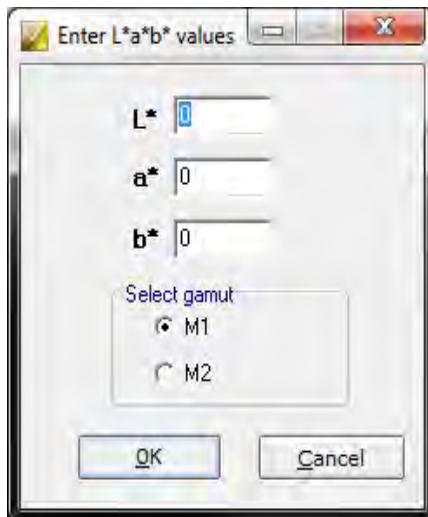 Enter L*a*b* values
L* 0
a* 0
b* 0
Select gamut
M1
M2
OK
Cancel